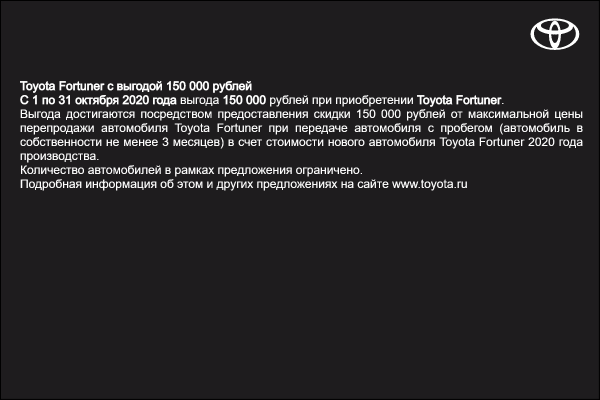 Toyota Fortuner с выгодой 150 000 рублей
С 1 по 31 октября 2020 года выгода 150 000 рублей при приобретении Toyota Fortuner.
Выгода достигаются посредством предоставления скидки 150 000 рублей от максимальной цены
перепродажи автомобиля Toyota Fortuner при передаче автомобиля с пробегом (автомобиль в
собственности не менее 3 месяцев) в счет стоимости нового автомобиля Toyota Fortuner 2020 года
производства.
Количество автомобилей в рамках предложения ограничено.
Подробная информация об этом и других предложениях на сайте www.toyota.ru